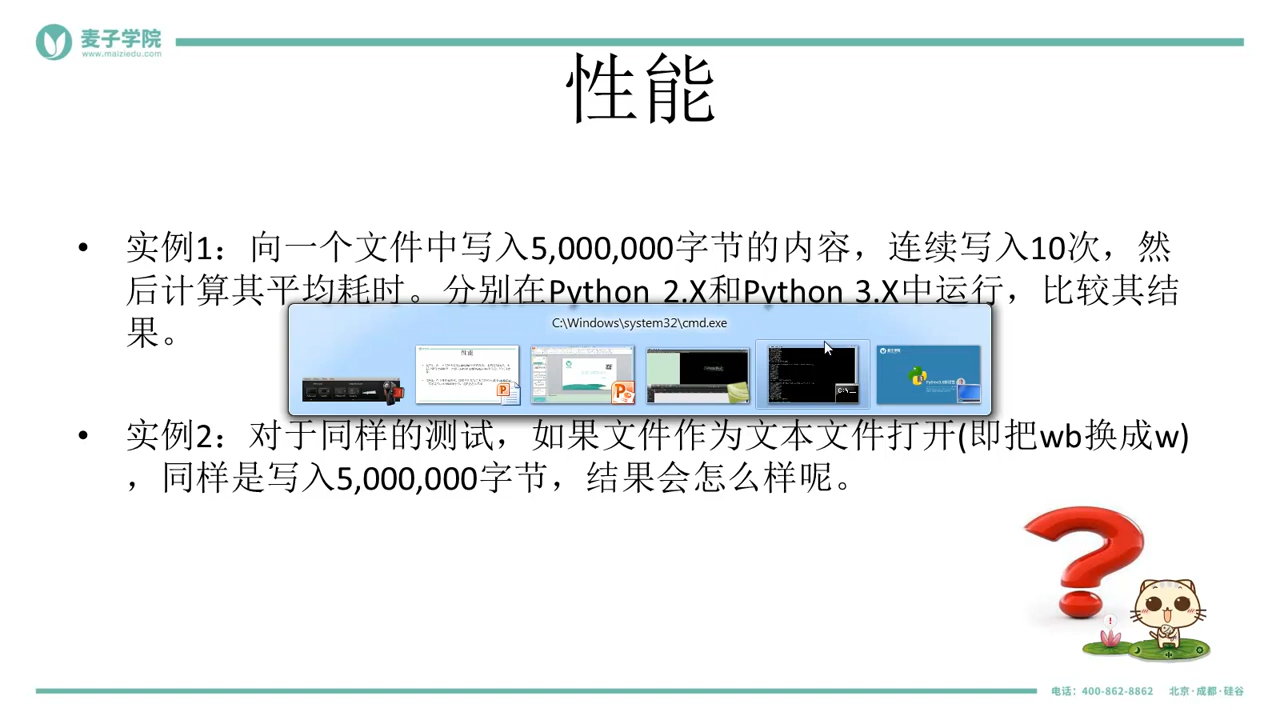 麦子学院
www.maiziedu.com
性能
• 实例1：向一个文件中写入5,000,000字节的内容，连续写入10次，然
后计算其平均耗时。分别在Python 2.X和Python 3.X中运行，比较其结
果。
C:\Windows\system32\cmd.exe
• 实例2：对于同样的测试，如果文件作为文本文件打开(即把wb换成w)
，同样是写入5,000,000字节，结果会怎么样呢。
电话：400-862-8862 北京·成都·硅谷